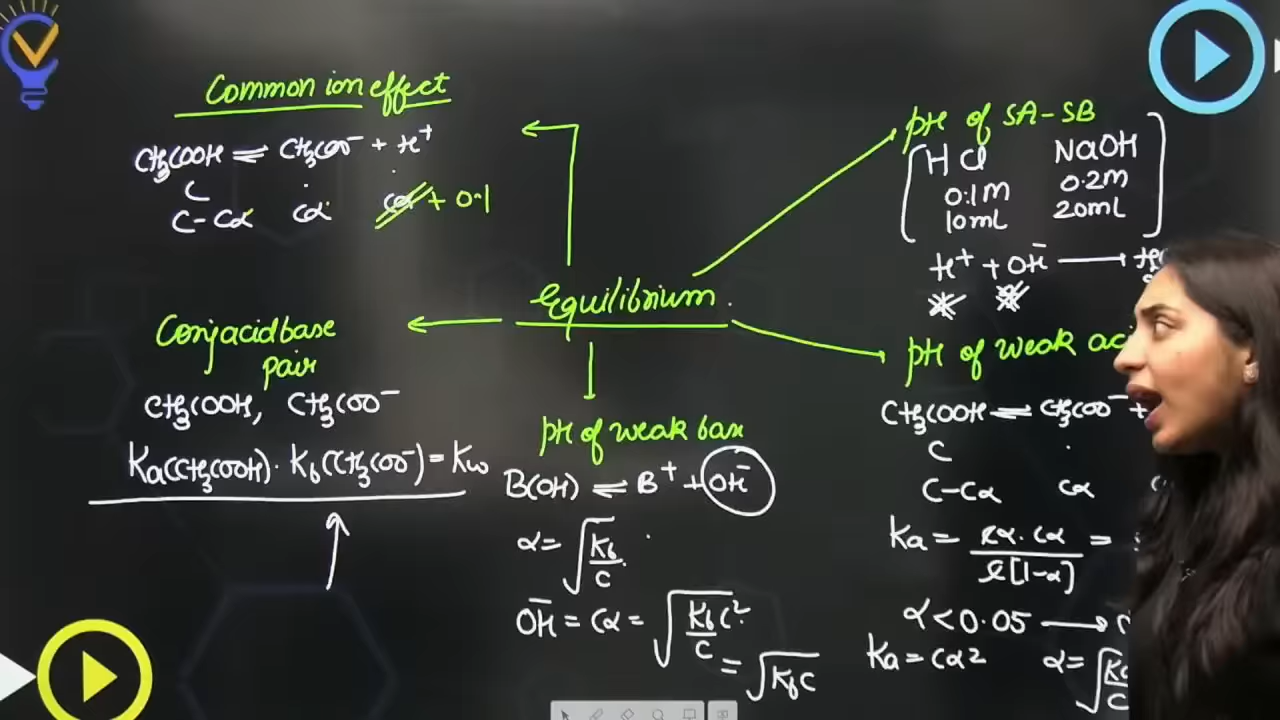 Common ion effect
CH3COOH ⇌ CH3COO⁻ + H⁺
C
C-Cα Cα Cα + 0.1
pH of SA-SB
HCl NaOH
0.1M 0.2M
10mL 20mL
H⁺ + OH⁻ →
Equilibrium
Conj acid base
pair
CH3COOH, CH3COO⁻
Ka(CH3COOH) · Kb(CH3COO⁻) = Kw
pH of weak base
B(OH) ⇌ B⁺ + OH⁻
α = √(Kb/C)
OH⁻ = Cα = √(Kb/C C²)
= √KbC
pH of weak
CH3COOH ⇌ CH3COO⁻ +
C
C-Cα Cα
Ka = Cα·Cα / C[1-α] =
α < 0.05 →
Ka = Cα² α =